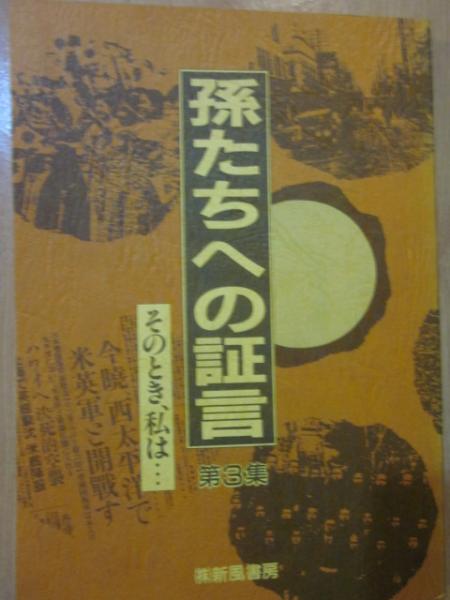 孫たちへの証言
そのとき、私は…
第3集
今暁、西太平洋で
米英軍と開戦す
ハワイへ決死的空襲
㈱新風書房